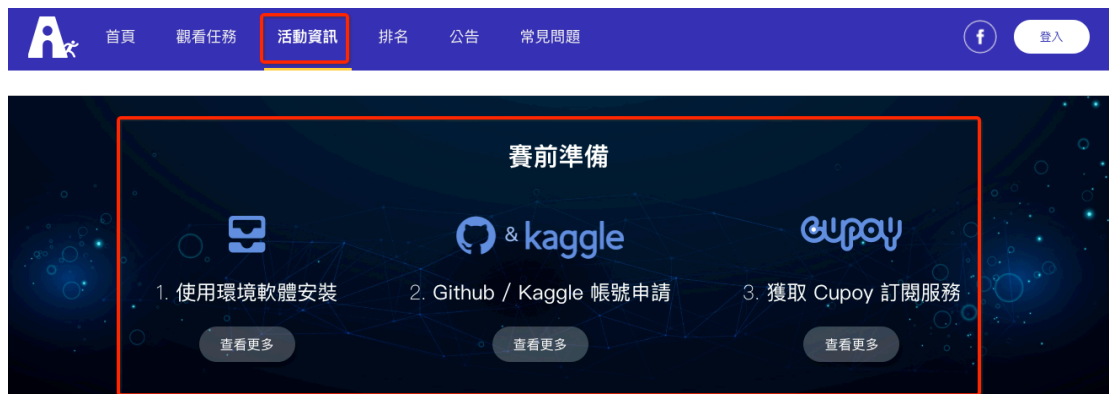 首頁 觀看任務 活動資訊 排名 公告 常見問題 登入
賽前準備
& kaggle Cupoy
1. 使用環境軟體安裝 2. Github / Kaggle 帳號申請 3. 獲取 Cupoy 訂閱服務
查看更多 查看更多 查看更多